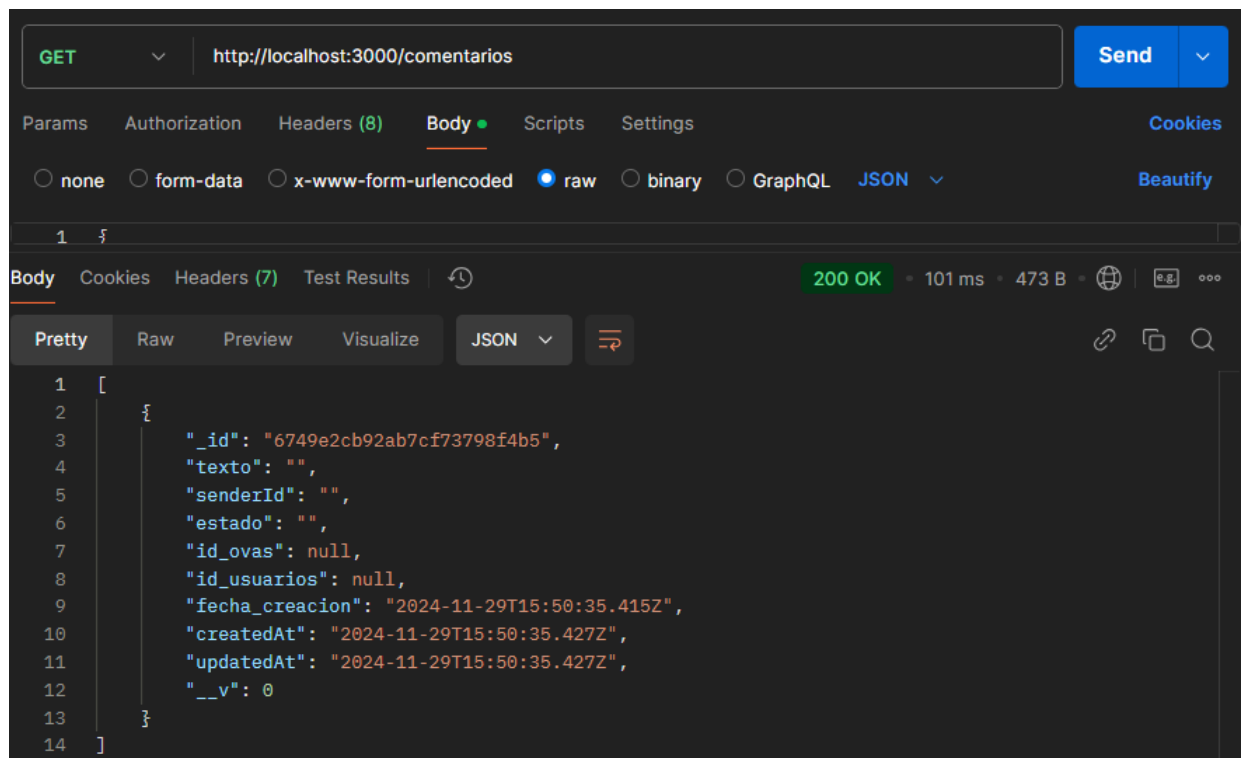 GET http://localhost:3000/comentarios Send
Params Authorization Headers (8) Body Scripts Settings Cookies
none form-data x-www-form-urlencoded raw binary GraphQL JSON Beautify
1 {
Body Cookies Headers (7) Test Results 200 OK • 101 ms • 473 B • e.g.
Pretty Raw Preview Visualize JSON
1 [
2 {
3 "_id": "6749e2cb92ab7cf73798f4b5",
4 "texto": "",
5 "senderId": "",
6 "estado": "",
7 "id_ovas": null,
8 "id_usuarios": null,
9 "fecha_creacion": "2024-11-29T15:50:35.415Z",
10 "createdAt": "2024-11-29T15:50:35.427Z",
11 "updatedAt": "2024-11-29T15:50:35.427Z",
12 "__v": 0
13 }
14 ]